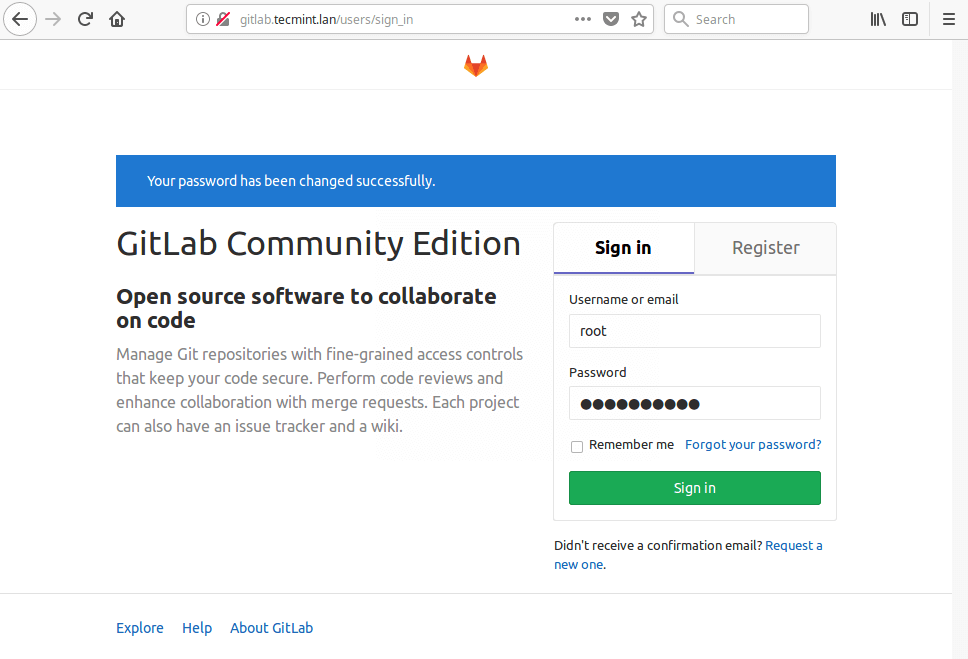 gitlab.tecmint.lan/users/sign_in
Search
Your password has been changed successfully.
GitLab Community Edition
Open source software to collaborate
on code
Manage Git repositories with fine-grained access controls
that keep your code secure. Perform code reviews and
enhance collaboration with merge requests. Each project
can also have an issue tracker and a wiki.
Sign in
Register
Username or email
root
Password
●●●●●●●●●●
Remember me
Forgot your password?
Sign in
Didn't receive a confirmation email? Request a
new one.
Explore
Help
About GitLab